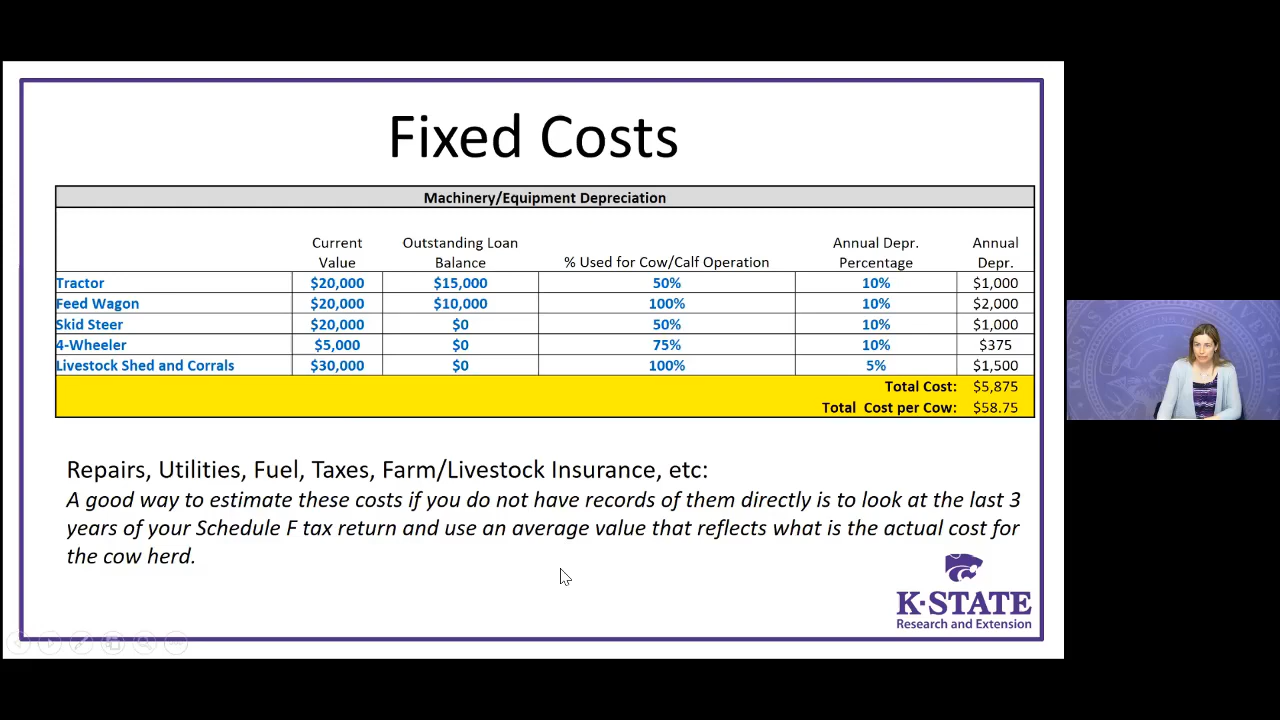 Fixed Costs
Machinery/Equipment Depreciation
Current Value Outstanding Loan Balance % Used for Cow/Calf Operation Annual Depr. Percentage Annual Depr.
Tractor $20,000 $15,000 50% 10% $1,000
Feed Wagon $20,000 $10,000 100% 10% $2,000
Skid Steer $20,000 $0 50% 10% $1,000
4-Wheeler $5,000 $0 75% 10% $375
Livestock Shed and Corrals $30,000 $0 100% 5% $1,500
Total Cost: $5,875
Total Cost per Cow: $58.75
Repairs, Utilities, Fuel, Taxes, Farm/Livestock Insurance, etc:
A good way to estimate these costs if you do not have records of them directly is to look at the last 3
years of your Schedule F tax return and use an average value that reflects what is the actual cost for
the cow herd.
K-STATE
Research and Extension